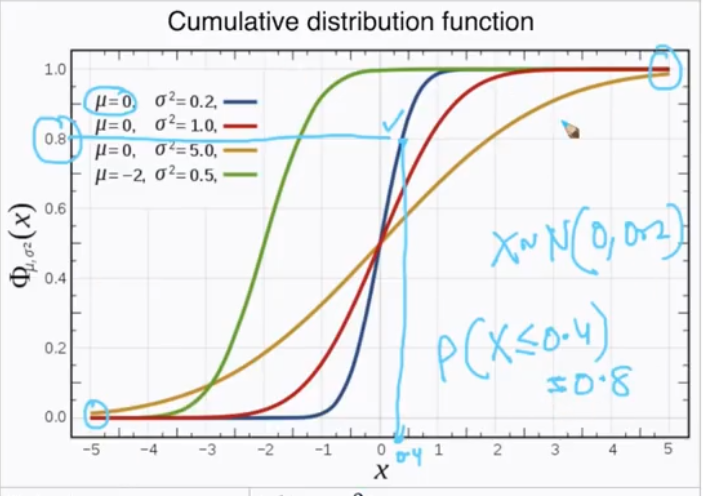 Cumulative distribution function
1.0
0.8
0.6
0.4
0.2
0.0
μ=0, σ²=0.2,
μ=0, σ²=1.0,
μ=0, σ²=5.0,
μ=−2, σ²=0.5,
Φμ,σ²(x)
X~N(0,0.2)
P(X≤0.4)
=0.8
−5 −4 −3 −2 −1 0 1 2 3 4 5
0.4
x